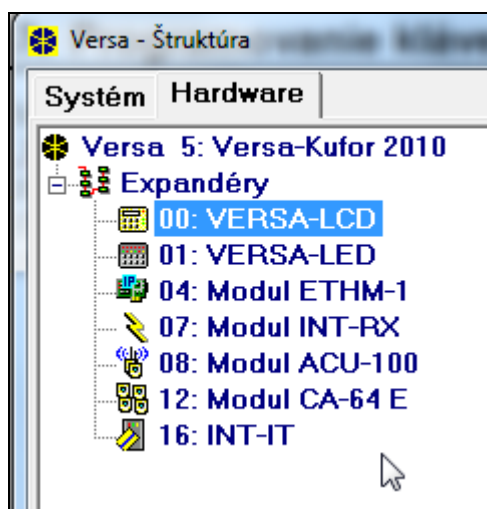 Versa - Štruktúra
Systém Hardware
Versa 5: Versa-Kufor 2010
Expandéry
00: VERSA-LCD
01: VERSA-LED
04: Modul ETHM-1
07: Modul INT-RX
08: Modul ACU-100
12: Modul CA-64 E
16: INT-IT